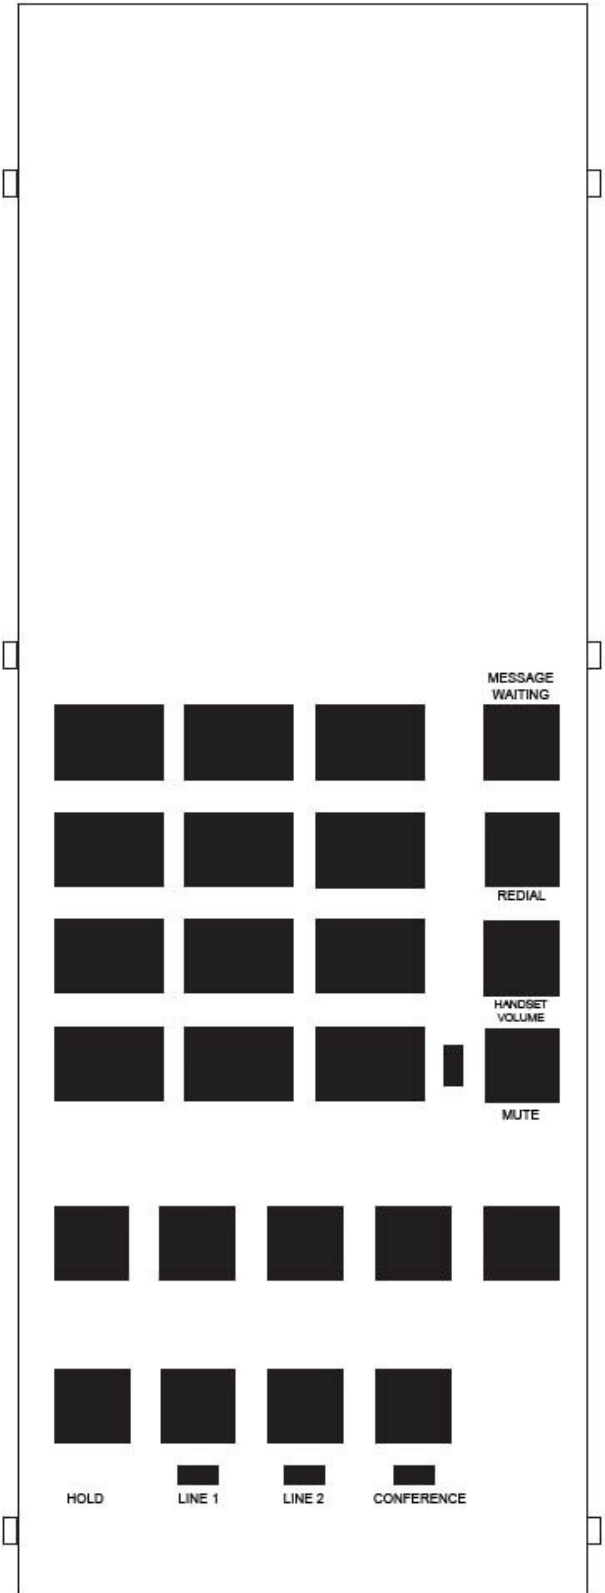 MESSAGE
WAITING
REDIAL
HANDSET
VOLUME
MUTE
HOLD
LINE 1
LINE 2
CONFERENCE